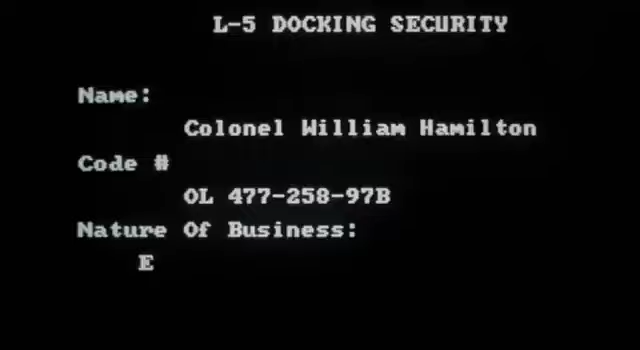 L-5 DOCKING SECURITY
Name:
Colonel William Hamilton
Code #
OL 477-258-97B
Nature Of Business:
E